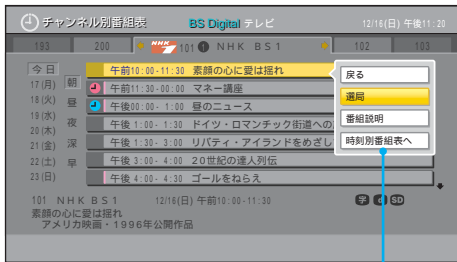 チャンネル別番組表 BS Digital テレビ 12/16(日) 午後11:20
193 200 NHK 101 1 NHK BS1 102 103
今日 午前10:00-11:30 素顔の心に愛は揺れ 戻る
17(月) 朝 午前11:30-00:00 マネー講座 選局
18(火) 昼 午後00:00- 1:00 昼のニュース 番組説明
19(水) 夜 午後 1:00- 1:30 ドイツ・ロマンチック街道への 時刻別番組表へ
20(木)
21(金) 深 午後 1:30- 3:00 リバティ・アイランドをめざし
22(土) 早 午後 3:00- 4:00 20世紀の達人列伝
23(日) 午後 4:00- 4:30 ゴールをねらえ
101 NHK BS1 12/16(日) 午前10:00-11:30 字 d SD
素顔の心に愛は揺れ
アメリカ映画・1996年公開作品